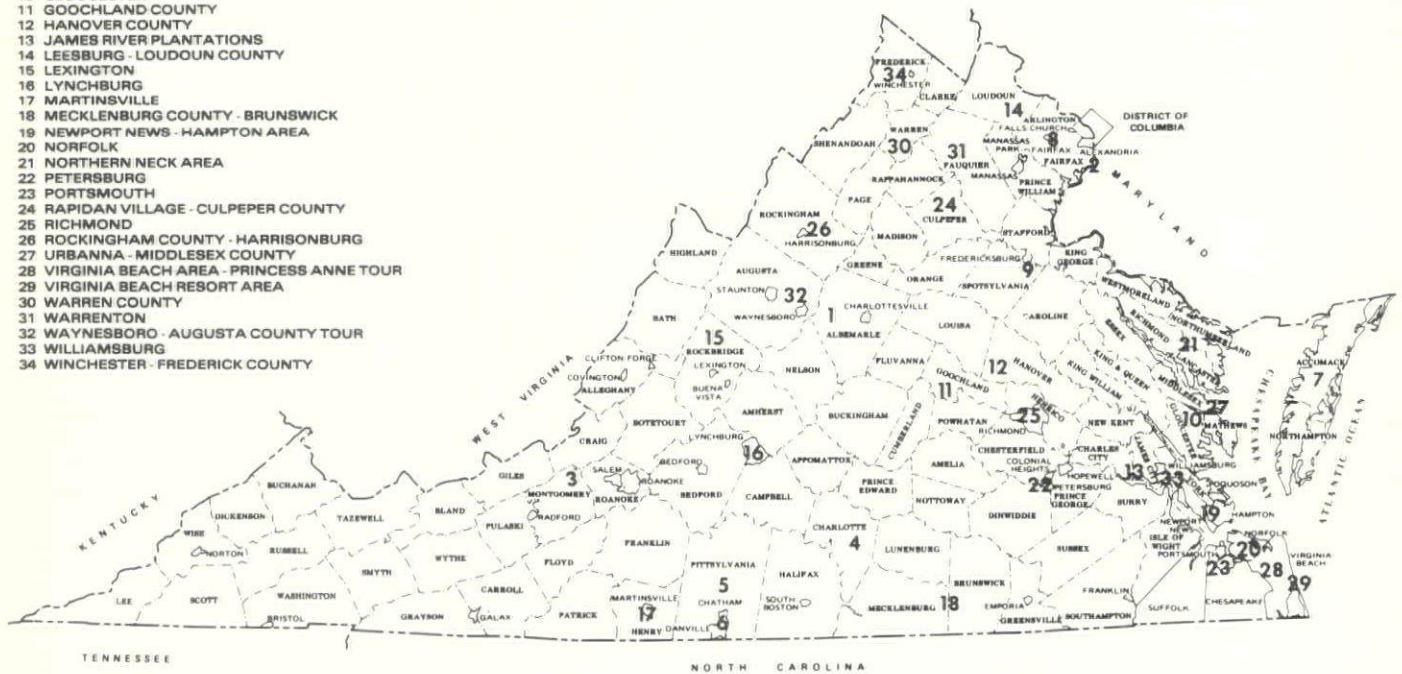 11 GOOCHLAND COUNTY
12 HANOVER COUNTY
13 JAMES RIVER PLANTATIONS
14 LEESBURG - LOUDOUN COUNTY
15 LEXINGTON
16 LYNCHBURG
17 MARTINSVILLE
18 MECKLENBURG COUNTY - BRUNSWICK
19 NEWPORT NEWS - HAMPTON AREA
20 NORFOLK
21 NORTHERN NECK AREA
22 PETERSBURG
23 PORTSMOUTH
24 RAPIDAN VILLAGE - CULPEPER COUNTY
25 RICHMOND
26 ROCKINGHAM COUNTY - HARRISONBURG
27 URBANNA - MIDDLESEX COUNTY
28 VIRGINIA BEACH AREA - PRINCESS ANNE TOUR
29 VIRGINIA BEACH RESORT AREA
30 WARREN COUNTY
31 WARRENTON
32 WAYNESBORO - AUGUSTA COUNTY TOUR
33 WILLIAMSBURG
34 WINCHESTER - FREDERICK COUNTY
FREDERICK
34
WINCHESTER
CLARKE
LOUDOUN
14
ARLINGTON
FALLS CHURCH
8
DISTRICT OF
COLUMBIA
WARREN
30
SHENANDOAH
31
FAUQUIER
MANASSAS
PARK
FAIRFAX
FAIRFAX
ALEXANDRIA
2
MANASSAS
RAPPAHANNOCK
PRINCE
WILLIAM
MARYLAND
PAGE
24
CULPEPER
ROCKINGHAM
26
HARRISONBURG
MADISON
STAFFORD
HIGHLAND
GREENE
ORANGE
FREDERICKSBURG
9
KING
GEORGE
AUGUSTA
SPOTSYLVANIA
STAUNTON
32
WAYNESBORO
1
CHARLOTTESVILLE
ALBEMARLE
LOUISA
CAROLINE
WESTMORELAND
RICHMOND
NORTHUMBERLAND
21
LANCASTER
ESSEX
BATH
15
ROCKBRIDGE
LEXINGTON
BUENA
VISTA
CLIFTON FORGE
COVINGTON
ALLEGHANY
NELSON
FLUVANNA
GOOCHLAND
11
12
HANOVER
KING WILLIAM
KING & QUEEN
MIDDLESEX
27
ACCOMACK
7
NORTHAMPTON
CHESAPEAKE BAY
ATLANTIC OCEAN
WEST VIRGINIA
BOTETOURT
AMHERST
BUCKINGHAM
CUMBERLAND
POWHATAN
HENRICO
25
RICHMOND
NEW KENT
10
GLOUCESTER
MATHEWS
CRAIG
LYNCHBURG
16
APPOMATTOX
AMELIA
CHESTERFIELD
COLONIAL
HEIGHTS
CHARLES
CITY
JAMES CITY
13
WILLIAMSBURG
33
YORK
GILES
3
MONTGOMERY
SALEM
ROANOKE
ROANOKE
BEDFORD
BEDFORD
CAMPBELL
PRINCE
EDWARD
NOTTOWAY
HOPEWELL
22
PETERSBURG
PRINCE
GEORGE
SURRY
POQUOSON
19
HAMPTON
NEWPORT
NEWS
KENTUCKY
BUCHANAN
DICKENSON
WISE
NORTON
TAZEWELL
BLAND
PULASKI
RADFORD
CHARLOTTE
4
LUNENBURG
DINWIDDIE
SUSSEX
ISLE OF
WIGHT
PORTSMOUTH
23
NORFOLK
20
28
VIRGINIA
BEACH
29
RUSSELL
SMYTH
WYTHE
FLOYD
FRANKLIN
PITTSYLVANIA
5
CHATHAM
HALIFAX
SOUTH
BOSTON
BRUNSWICK
LEE
SCOTT
WASHINGTON
BRISTOL
GRAYSON
CARROLL
GALAX
PATRICK
MARTINSVILLE
17
HENRY
DANVILLE
6
MECKLENBURG
18
EMPORIA
GREENSVILLE
SOUTHAMPTON
FRANKLIN
SUFFOLK
CHESAPEAKE
TENNESSEE
NORTH CAROLINA